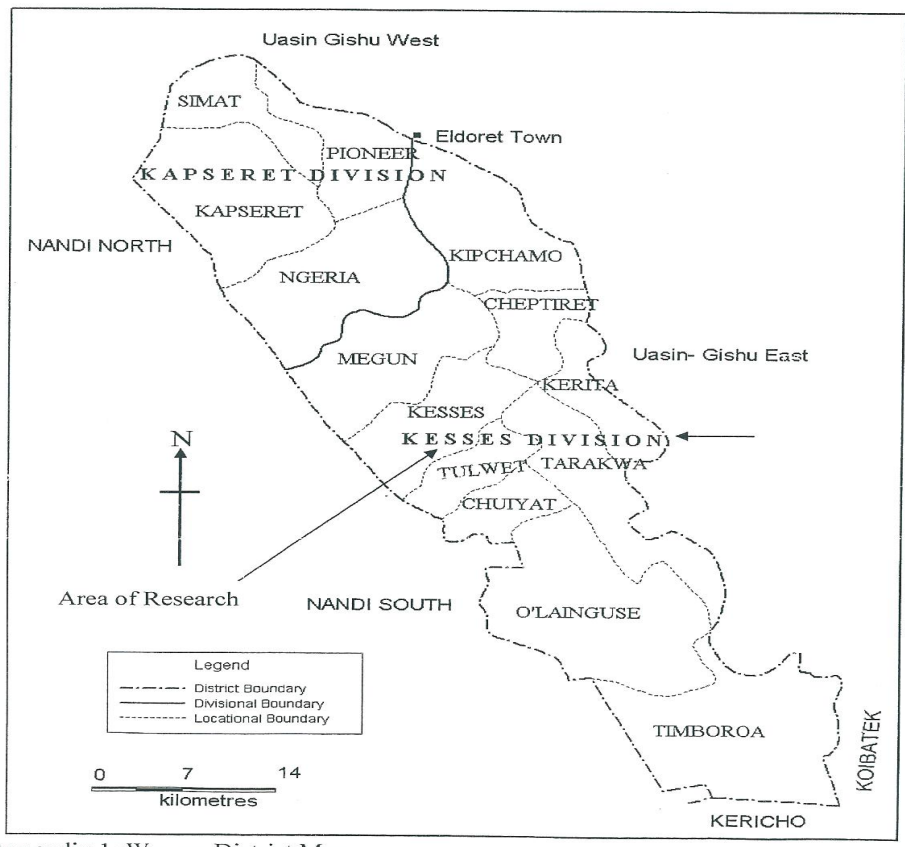 Uasin Gishu West
SIMAT
Eldoret Town
PIONEER
KAPSERET DIVISION
KAPSERET
NANDI NORTH
KIPCHAMO
NGERIA
CHEPTIRET
MEGUN
Uasin- Gishu East
KERITA
KESSES
KESSES DIVISION
N
TULWET
TARAKWA
CHUIYAT
Area of Research
NANDI SOUTH
O'LAINGUSE
Legend
District Boundary
Divisional Boundary
Locational Boundary
TIMBOROA
KOIBATEK
0 7 14
kilometres
KERICHO
1: District